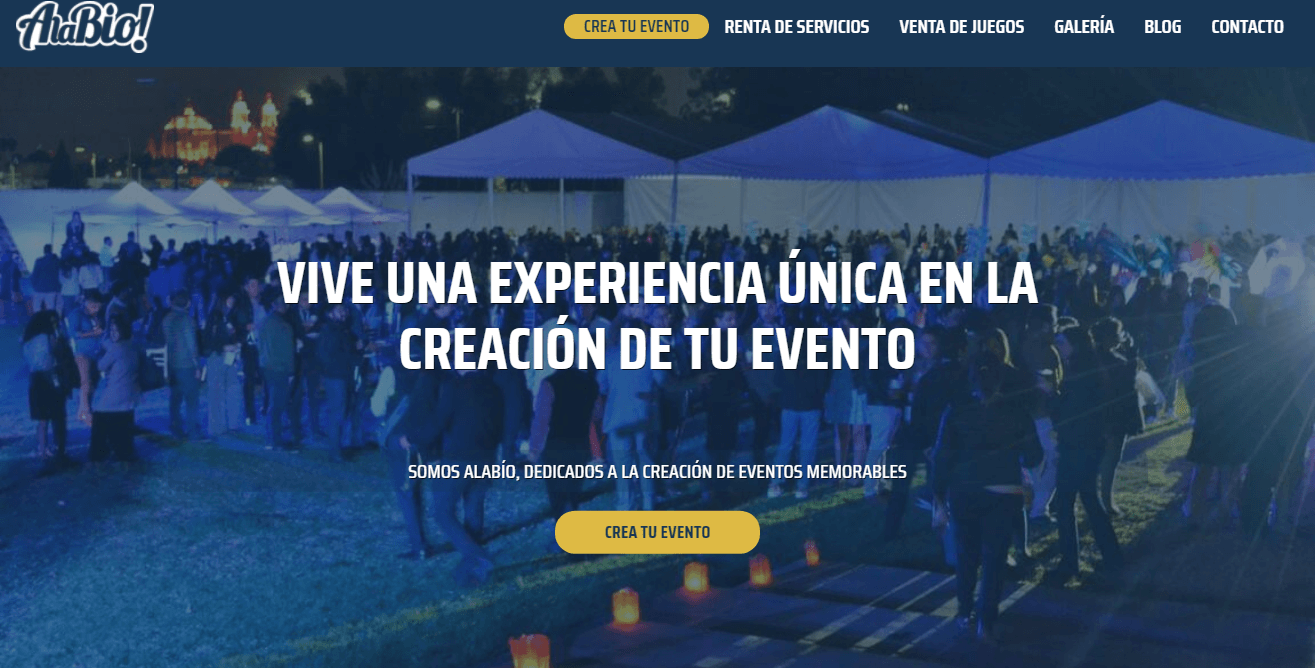 AlaBio!
CREA TU EVENTO
RENTA DE SERVICIOS
VENTA DE JUEGOS
GALERÍA
BLOG
CONTACTO
VIVE UNA EXPERIENCIA ÚNICA EN LA
CREACIÓN DE TU EVENTO
SOMOS ALABÍO, DEDICADOS A LA CREACIÓN DE EVENTOS MEMORABLES
CREA TU EVENTO